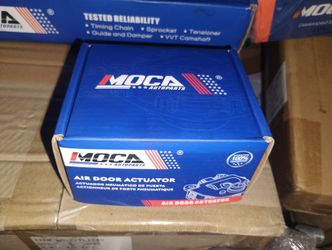 TESTED RELIABILITY
- Timing Chain - Sprocket - Tensioner
- Guide and Damper - VVT Camshaft
MOCA
MOCA
AUTOPARTS
MOCA
AUTOPARTS
AIR DOOR ACTUATOR
ACTUADOR NEUMÁTICO DE PUERTA
ACTIONNEUR DE PORTE PNEUMATIQUE
100%
AIR DOOR ACTUATOR